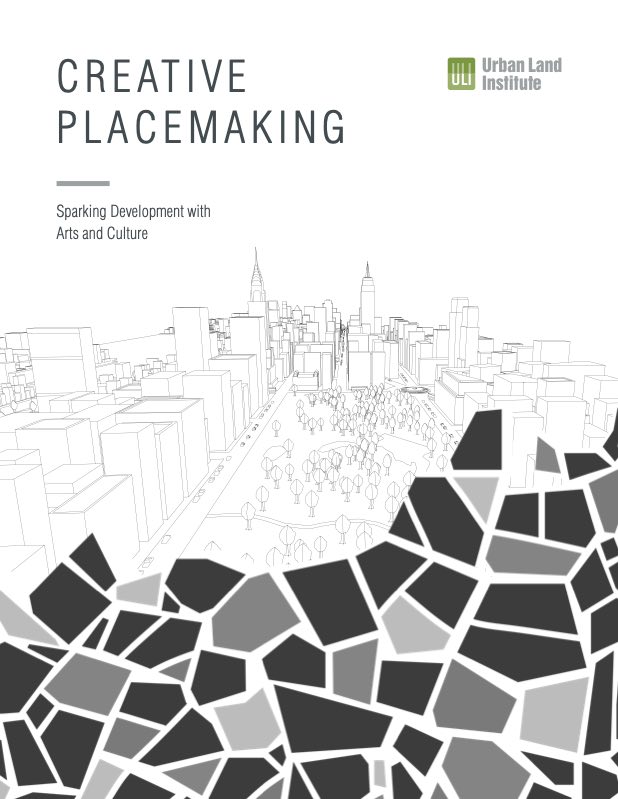 CREATIVE
PLACEMAKING
ULI
Urban Land
Institute
Sparking Development with
Arts and Culture